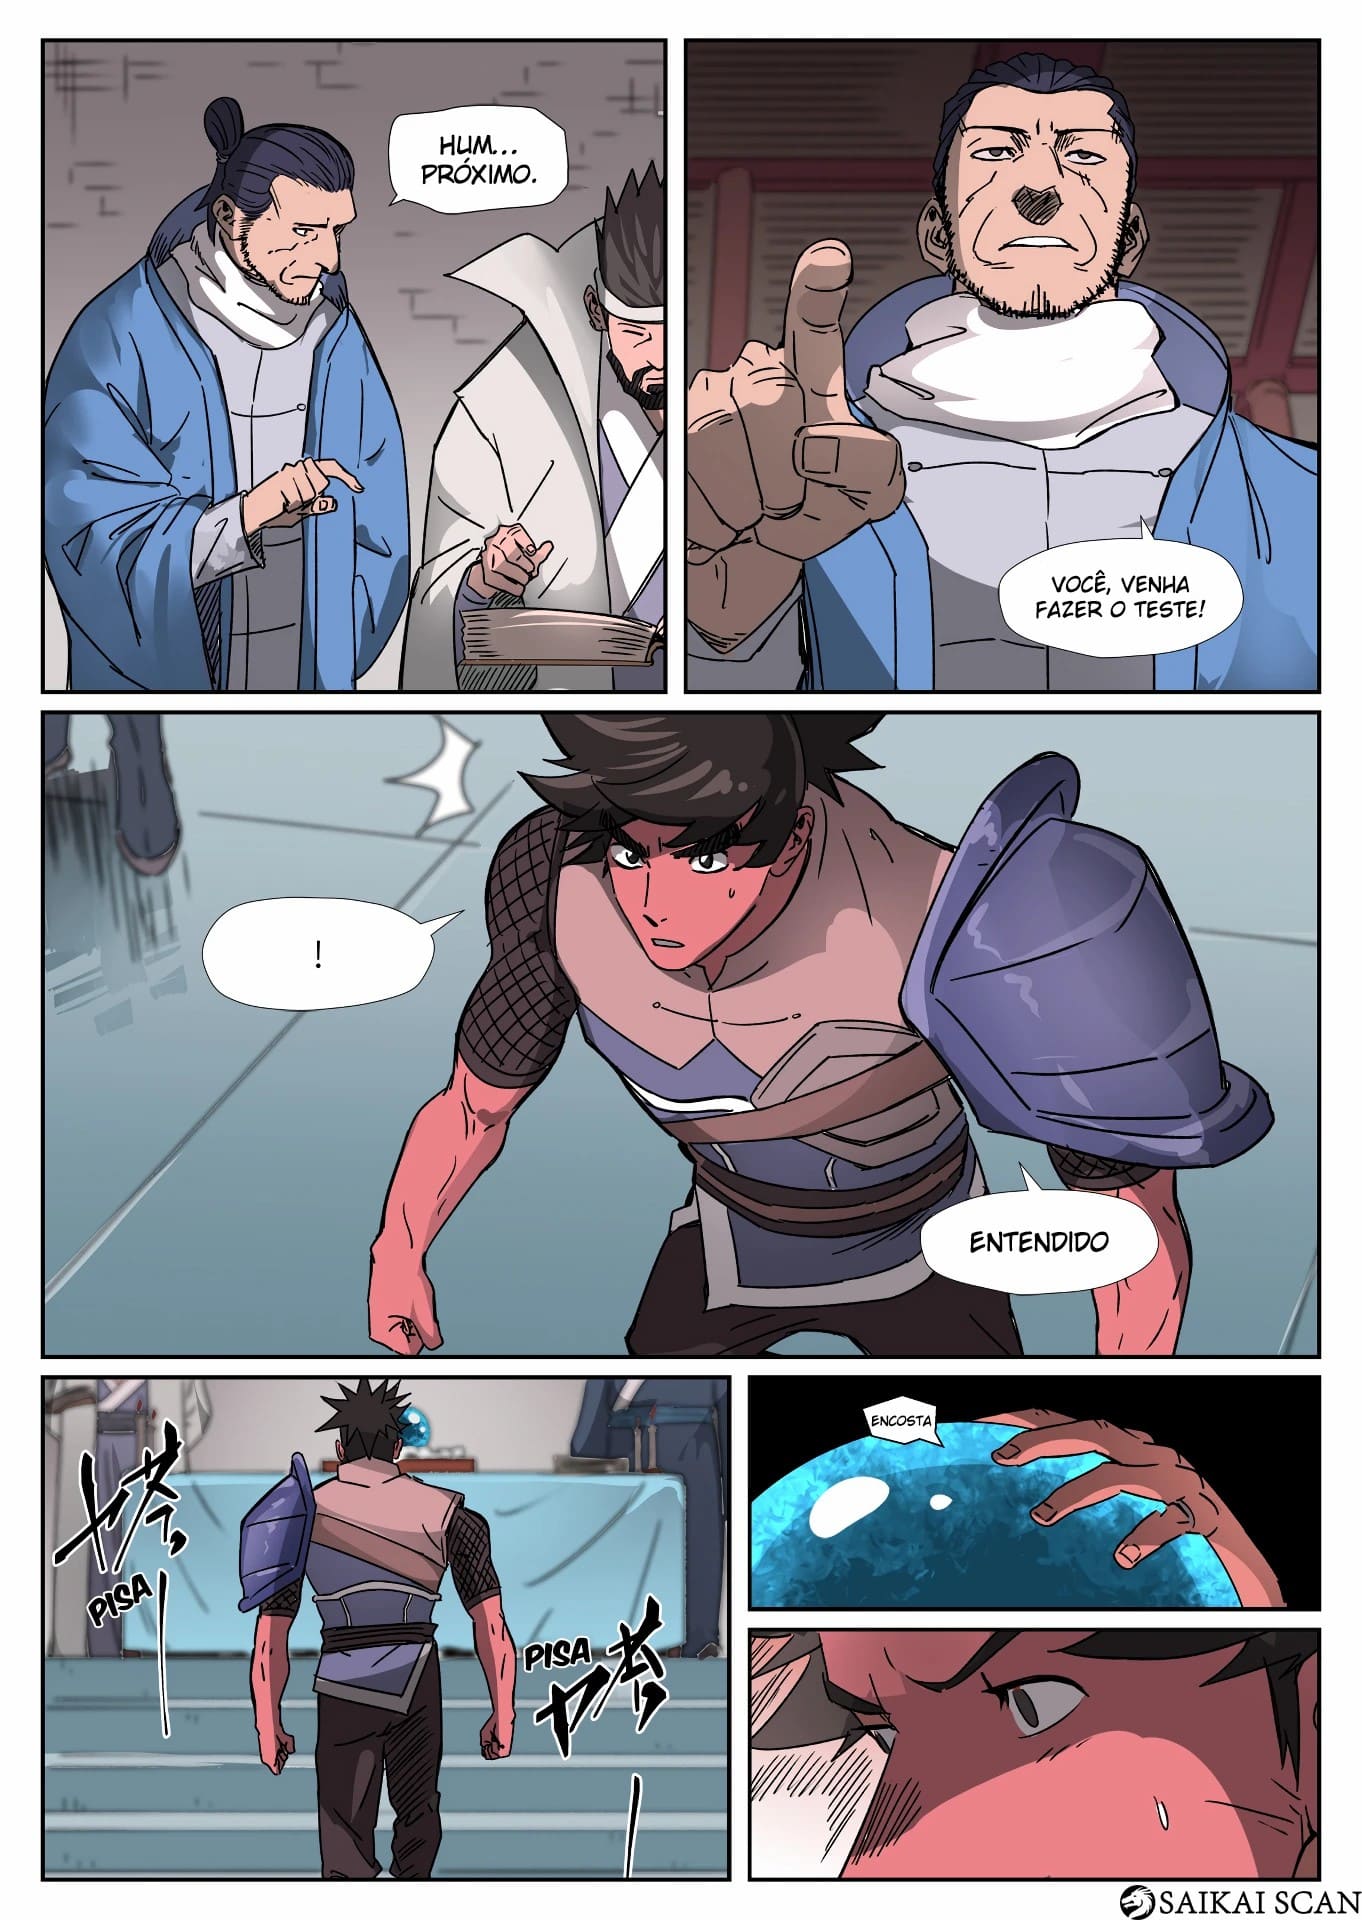 HUM...
PRÓXIMO.
VOCÊ, VENHA
FAZER O TESTE!
!
ENTENDIDO
PISA
PISA
ENCOSTA
SAIKAI SCAN